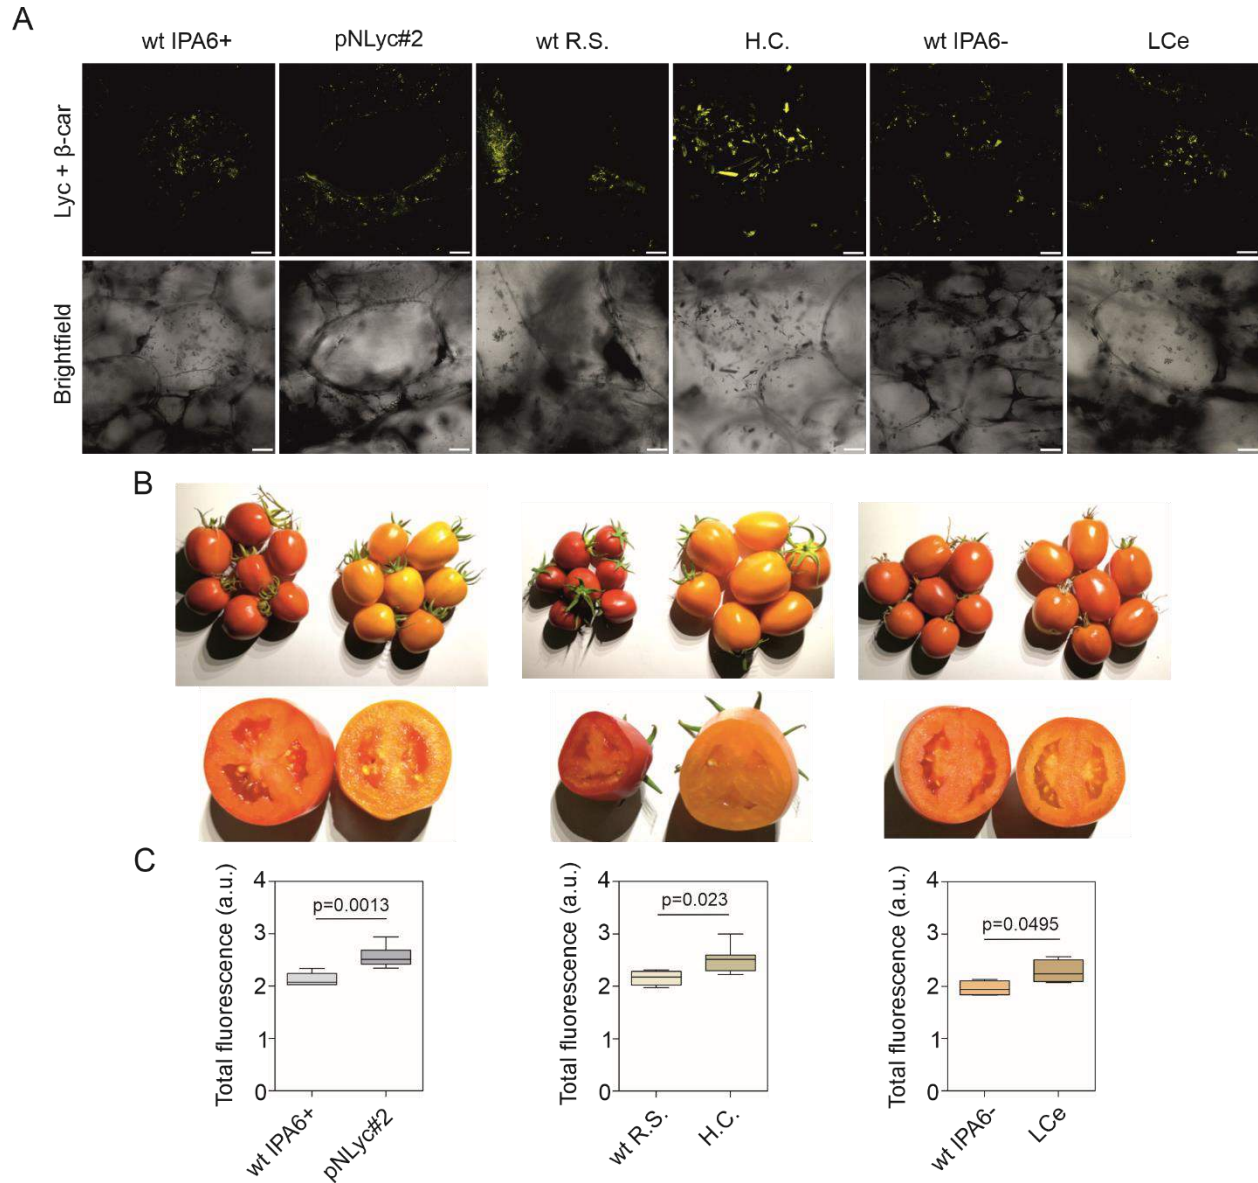 A
wt IPA6+ pNLyc#2 wt R.S. H.C. wt IPA6- LCe
Lyc + β-car
Brightfield
B
C
Total fluorescence (a.u.)
4
3
2
1
0
p=0.0013
wt IPA6+
pNLyc#2
Total fluorescence (a.u.)
4
3
2
1
0
p=0.023
wt R.S.
H.C.
Total fluorescence (a.u.)
4
3
2
1
0
p=0.0495
wt IPA6-
LCe